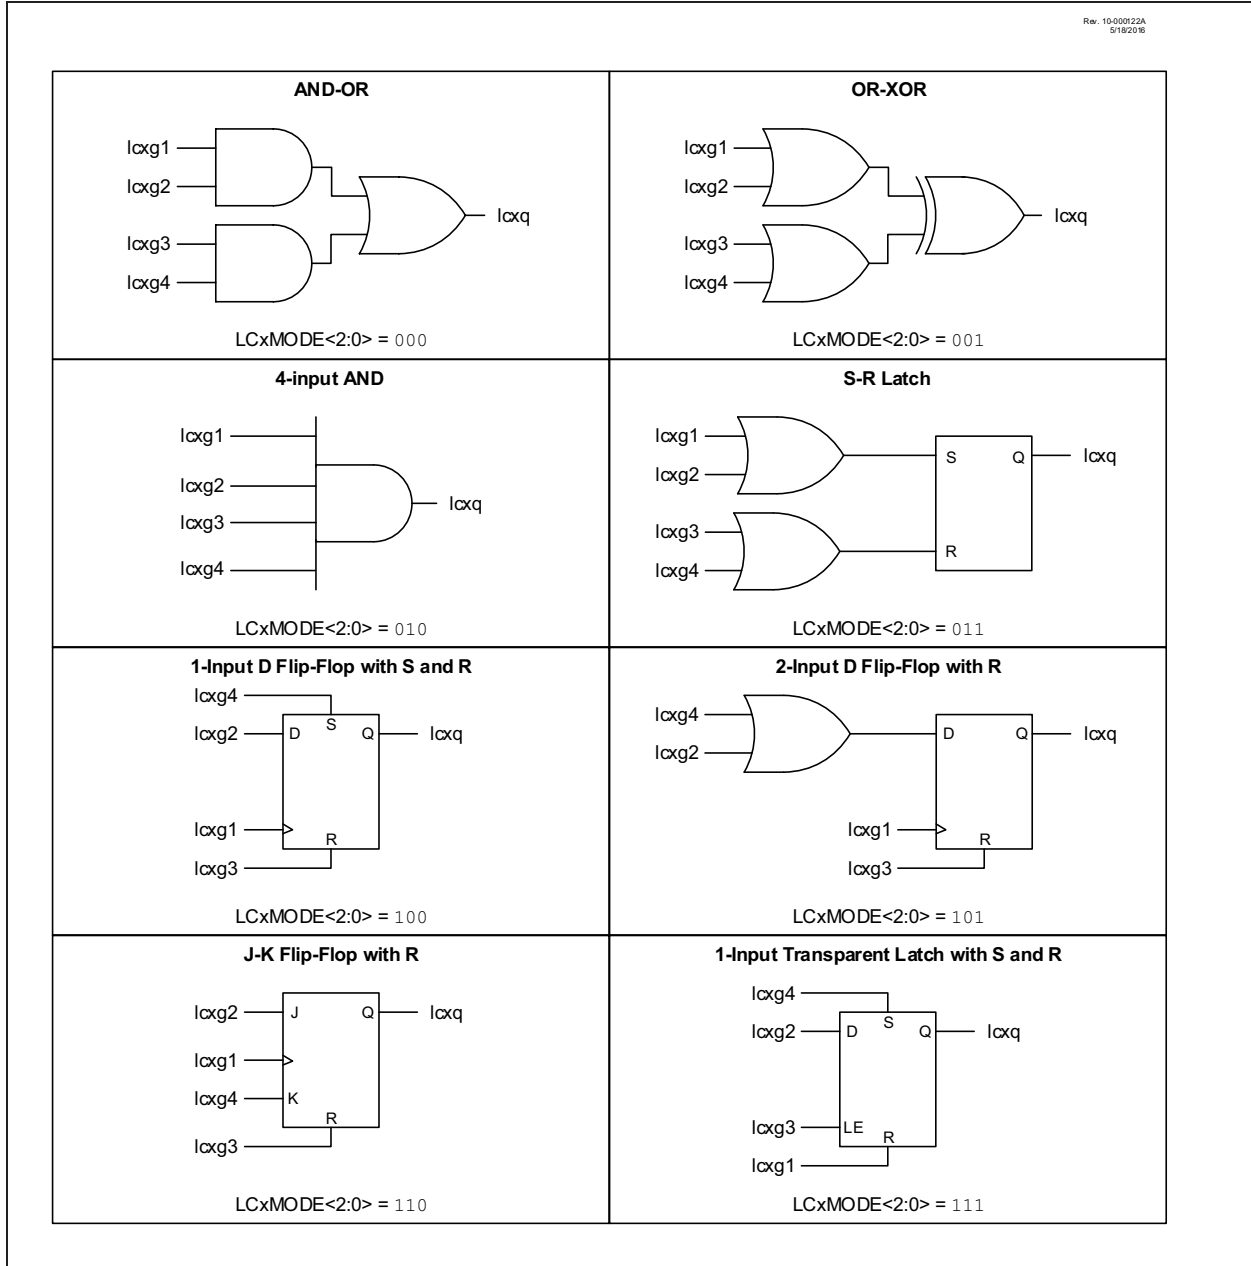 Rev. 10-000122A
5/18/2016
AND-OR
lcxg1
lcxg2
lcxg3
lcxg4
lcxq
LCxMODE<2:0> = 000
OR-XOR
lcxg1
lcxg2
lcxg3
lcxg4
lcxq
LCxMODE<2:0> = 001
4-input AND
lcxg1
lcxg2
lcxg3
lcxg4
lcxq
LCxMODE<2:0> = 010
S-R Latch
lcxg1
lcxg2
lcxg3
lcxg4
S
Q
lcxq
R
LCxMODE<2:0> = 011
1-Input D Flip-Flop with S and R
lcxg4
S
lcxg2
D
Q
lcxq
lcxg1
R
lcxg3
LCxMODE<2:0> = 100
2-Input D Flip-Flop with R
lcxg4
lcxg2
D
Q
lcxq
lcxg1
R
lcxg3
LCxMODE<2:0> = 101
J-K Flip-Flop with R
lcxg2
J
Q
lcxq
lcxg1
lcxg4
K
R
lcxg3
LCxMODE<2:0> = 110
1-Input Transparent Latch with S and R
lcxg4
S
lcxg2
D
Q
lcxq
lcxg3
LE
R
lcxg1
LCxMODE<2:0> = 111